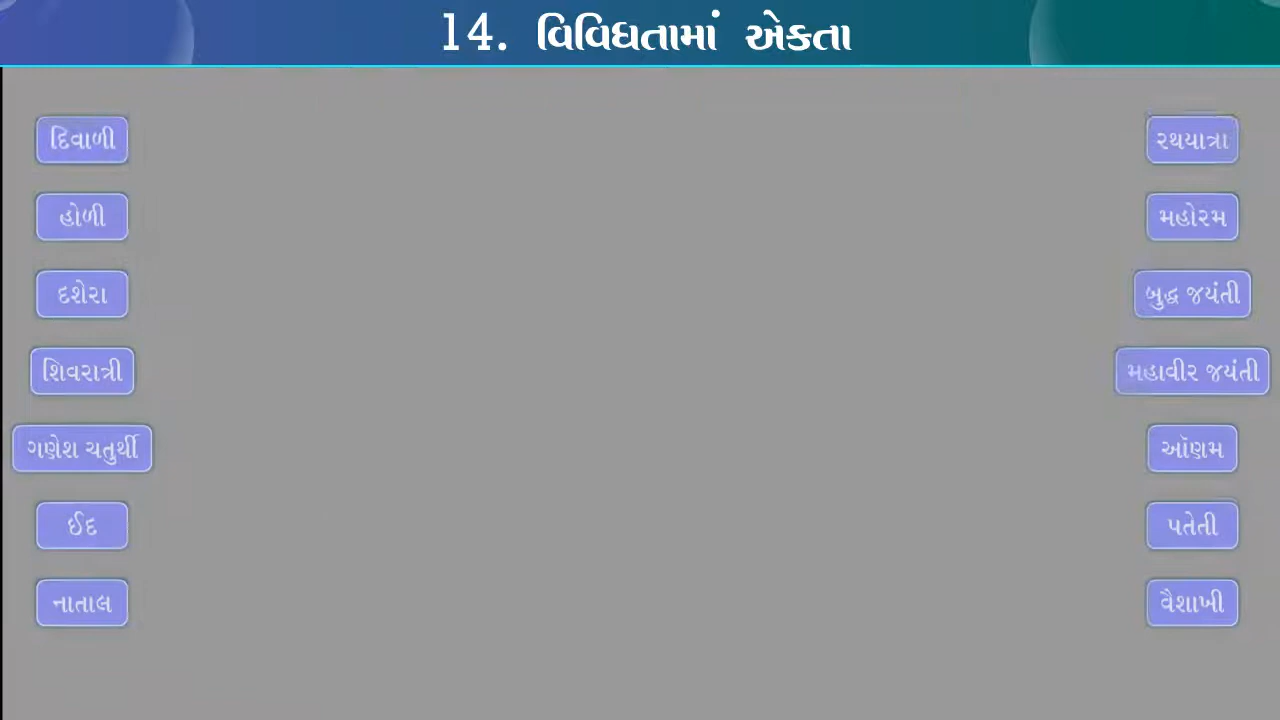 14. વિવિધતામાં એકતા
દિવાળી
હોળી
દશેરા
શિવરાત્રી
ગણેશ ચતુર્થી
ઈદ
નાતાલ
રથયાત્રા
મહોરમ
બુદ્ધ જયંતી
મહાવીર જયંતી
ઑણમ
પતેતી
વૈશાખી